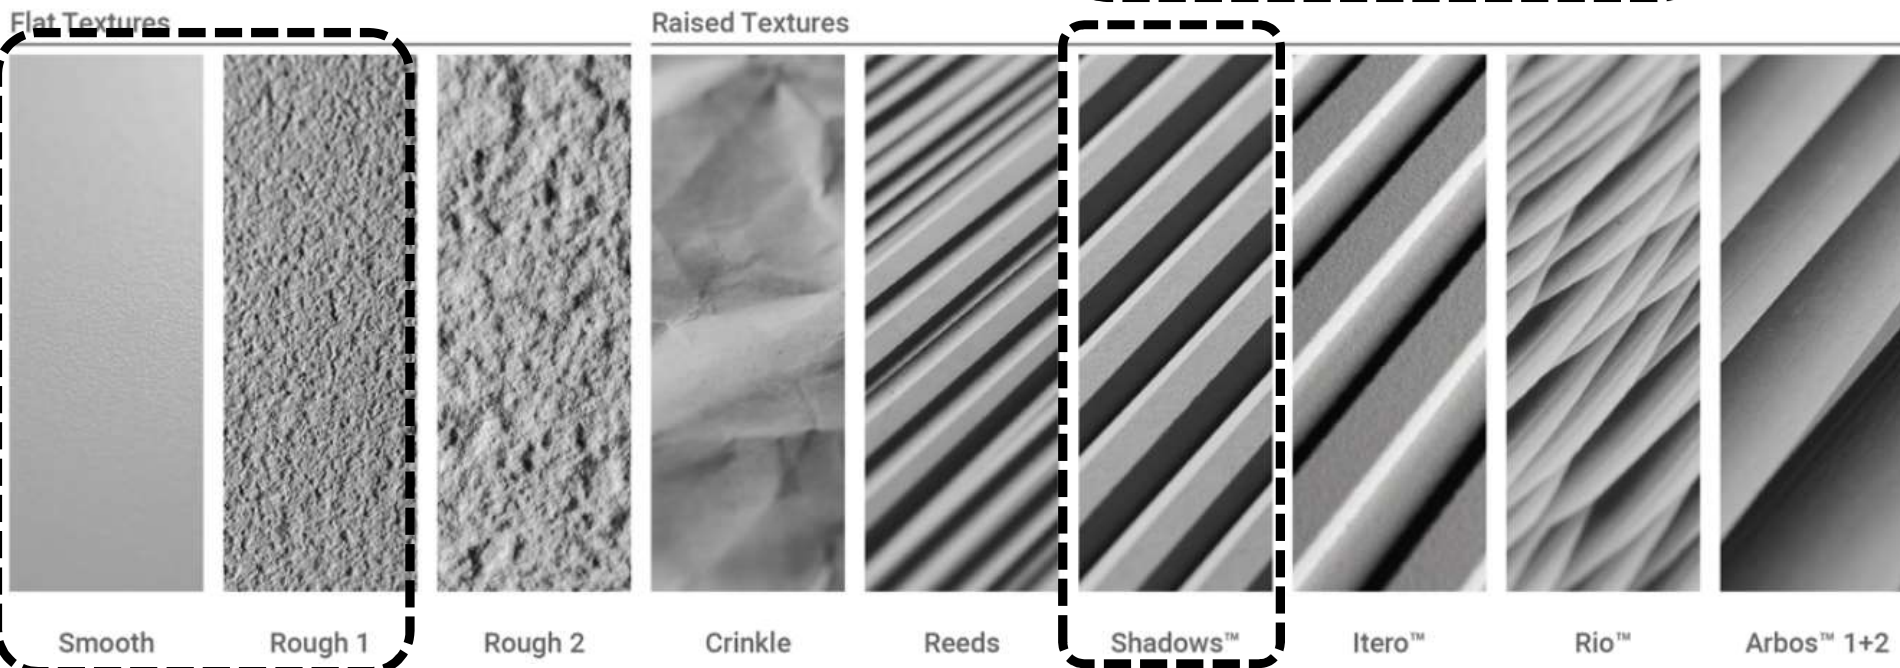 Flat Textures
Raised Textures
Smooth
Rough 1
Rough 2
Crinkle
Reeds
Shadows™
Itero™
Rio™
Arbos™ 1+2